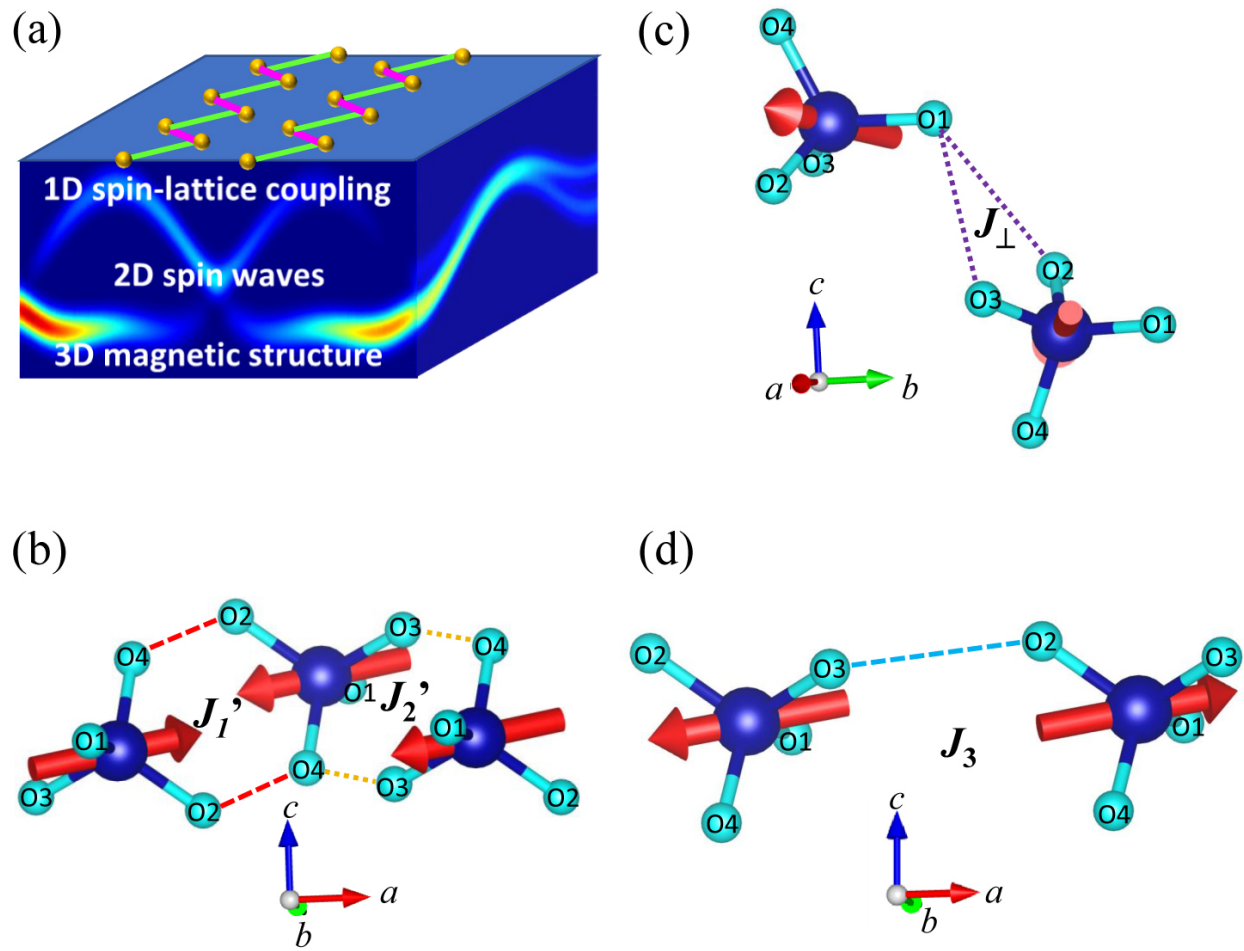 (a)
1D spin-lattice coupling
2D spin waves
3D magnetic structure
(c)
O4
O1
O3
O2
J⊥
O2
O3
O1
O4
c
a
b
(b)
O2
O3
O4
O4
O1
J1’
J2’
O1
O1
O4
O3
O2
O3
O2
c
a
b
(d)
O2
O3
O2
O3
O1
O1
J3
O4
O4
c
a
b